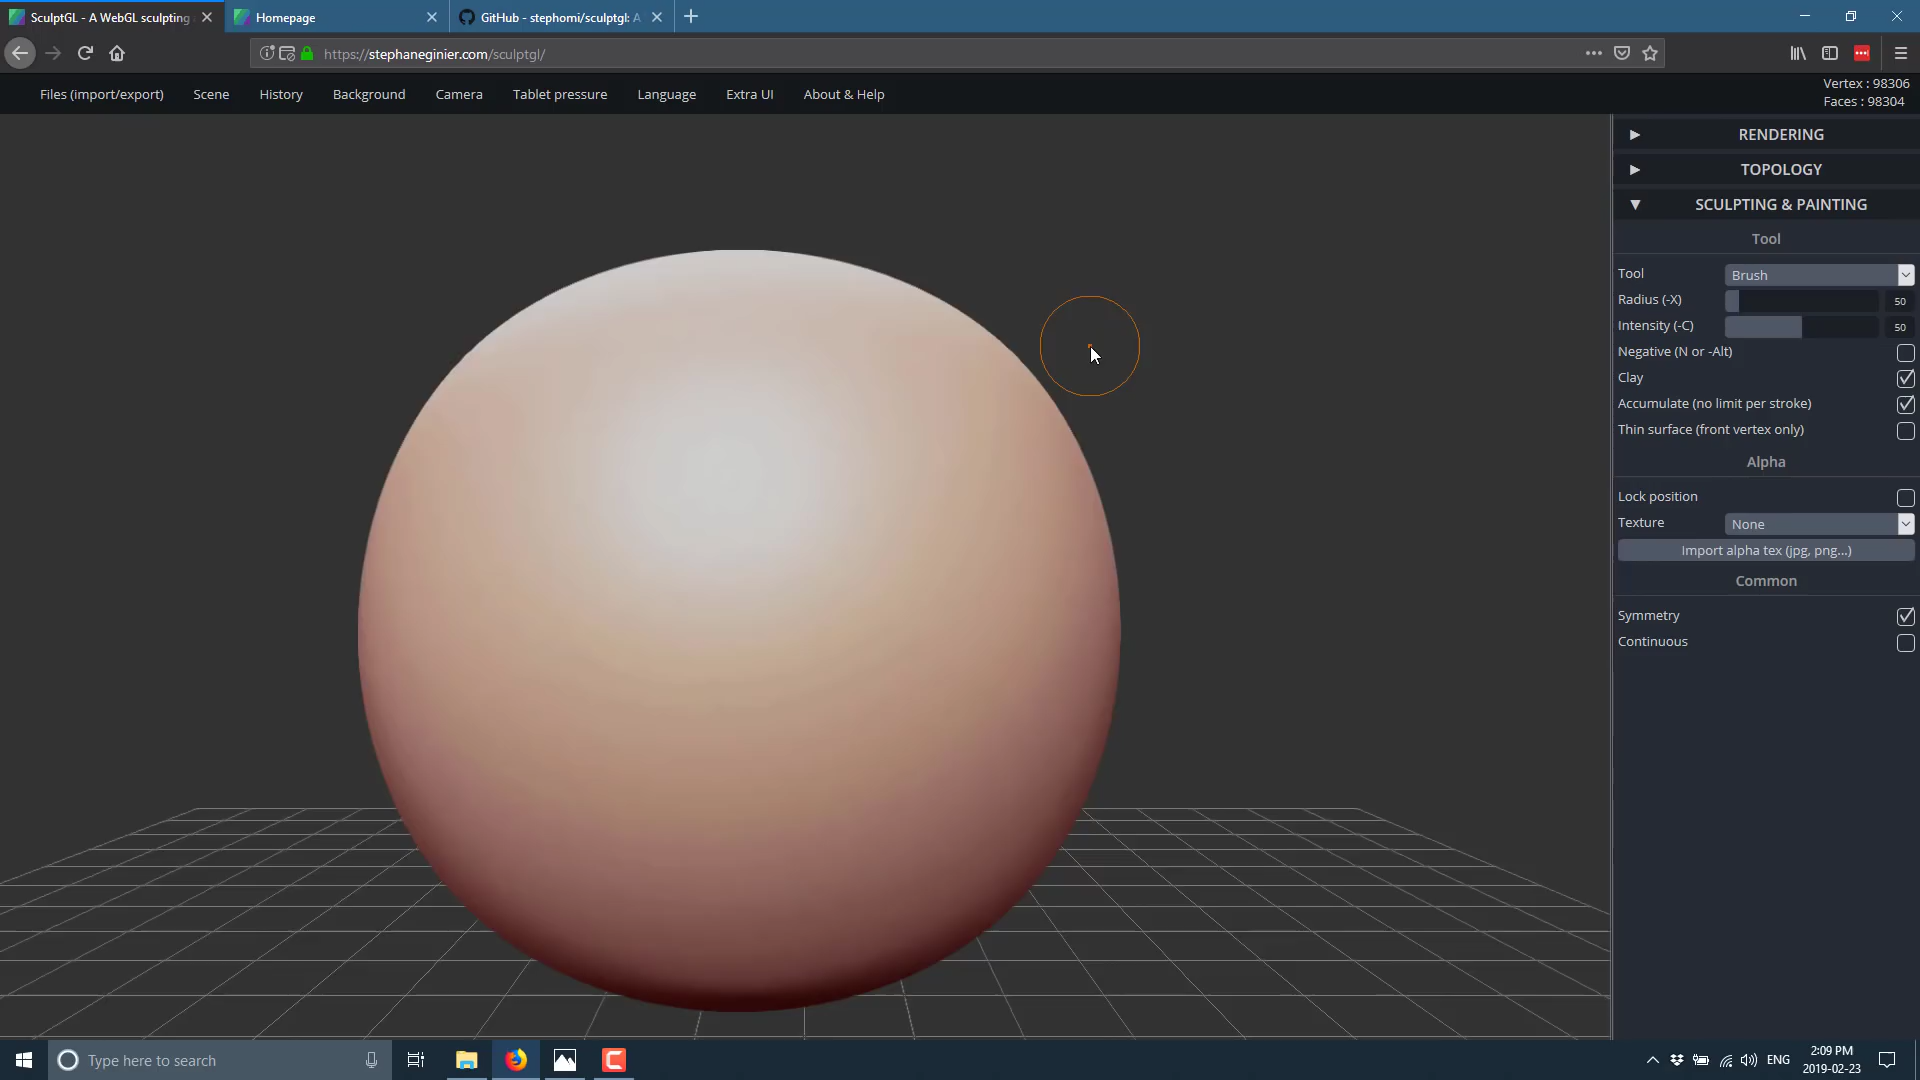 SculptGL - A WebGL sculpting
Homepage
GitHub - stephomi/sculptgl: A
https://stephaneginier.com/sculptgl/
Files (import/export)
Scene
History
Background
Camera
Tablet pressure
Language
Extra UI
About & Help
Vertex : 98306
Faces : 98304
RENDERING
TOPOLOGY
SCULPTING & PAINTING
Tool
Tool Brush
Radius (-X) 50
Intensity (-C) 50
Negative (N or -Alt)
Clay
Accumulate (no limit per stroke)
Thin surface (front vertex only)
Alpha
Lock position
Texture None
Import alpha tex (jpg, png...)
Common
Symmetry
Continuous
Type here to search
ENG
2:09 PM
2019-02-23